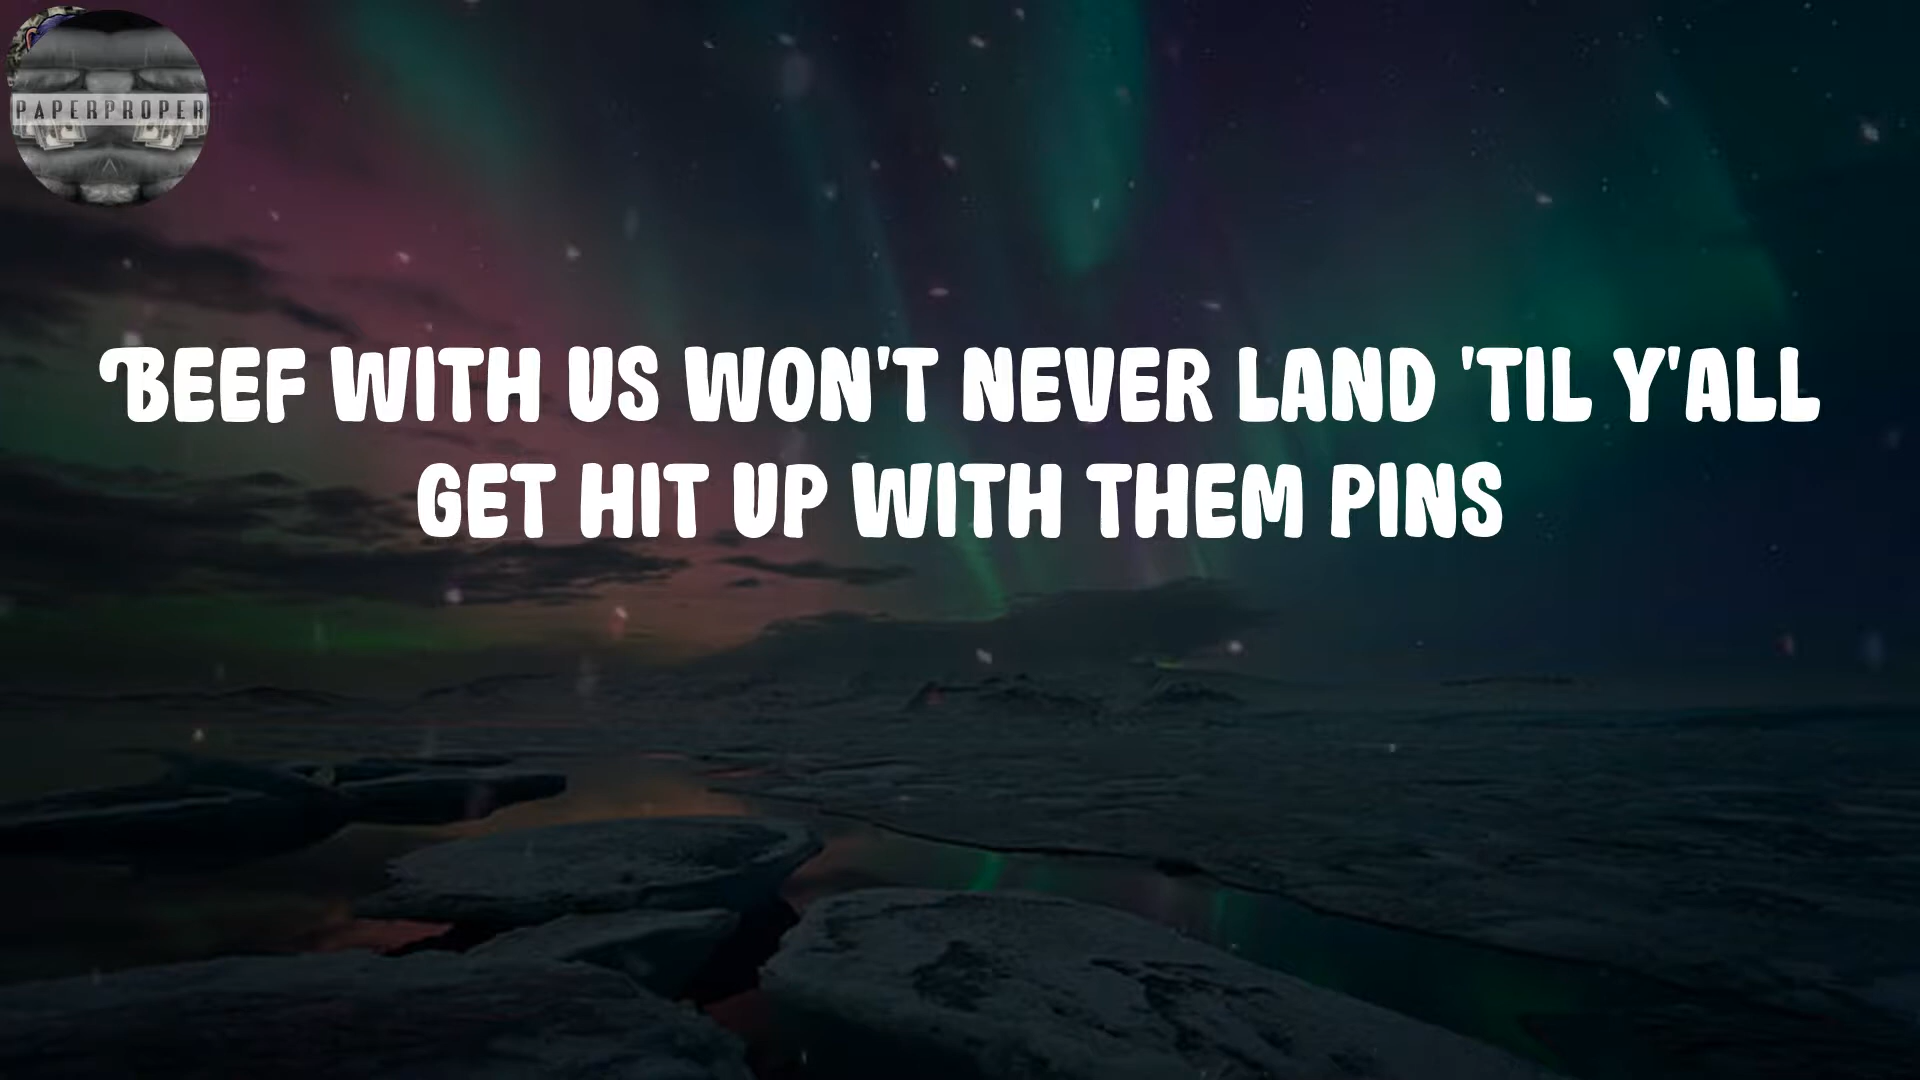 PAPERPROPER
BEEF WITH US WON'T NEVER LAND 'TIL Y'ALL
GET HIT UP WITH THEM PINS